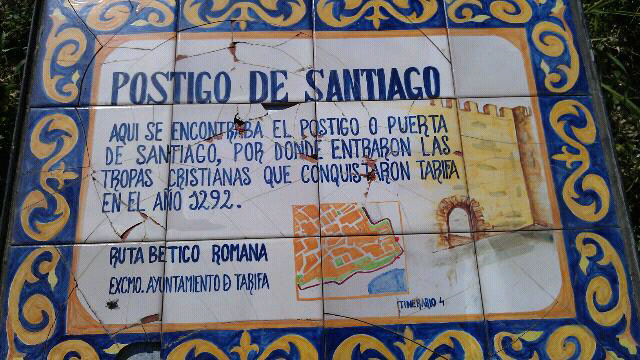 POSTIGO DE SANTIAGO
AQUI SE ENCONTRABA EL POSTIGO O PUERTA
DE SANTIAGO, POR DONDE ENTRARON LAS
TROPAS CRISTIANAS QUE CONQUISTARON TARIFA
EN EL AÑO 1292.
RUTA BETICO ROMANA
EXCMO. AYUNTAMIENTO D TARIFA
ITINERARIO 4